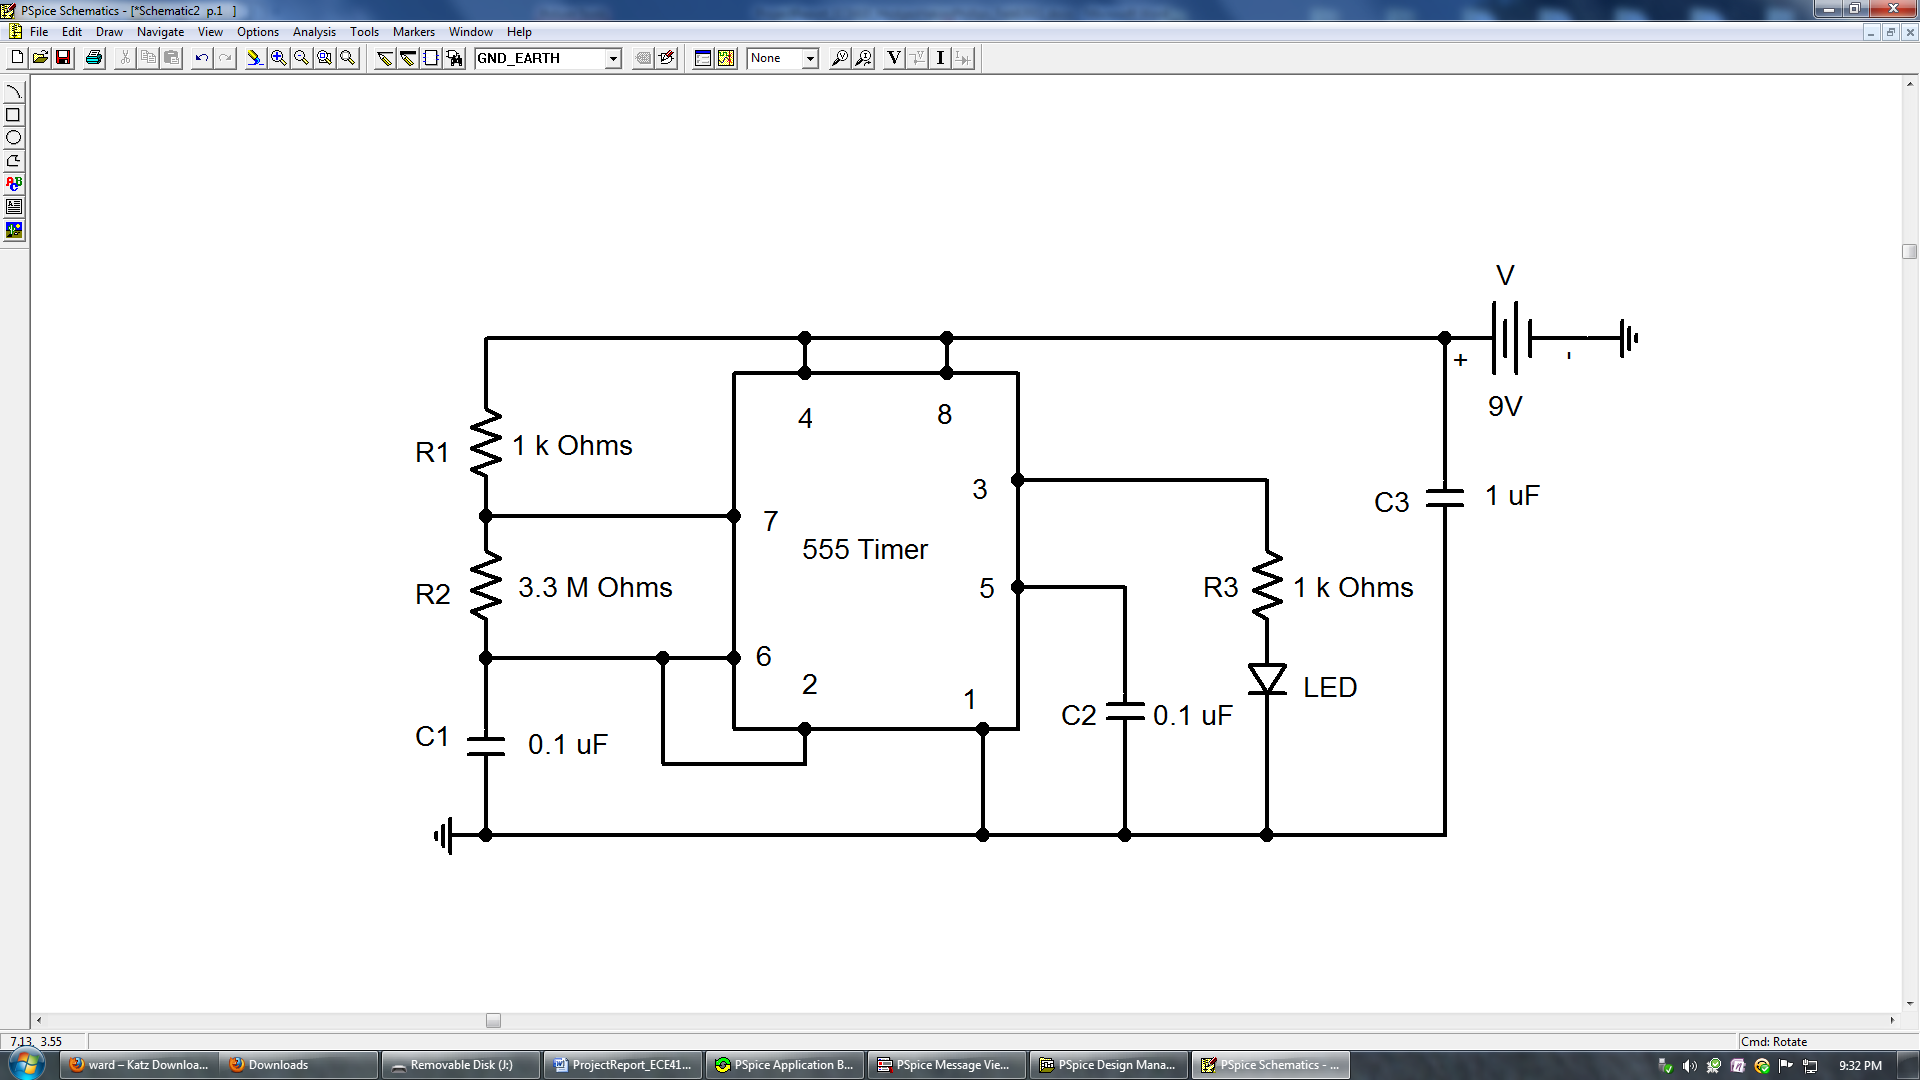 PSpice Schematics - [*Schematic2 p.1 ]
File Edit Draw Navigate View Options Analysis Tools Markers Window Help
GND_EARTH
None
V
I
V
+
-
9V
4
8
R1
1 k Ohms
3
7
C3
1 uF
555 Timer
R2
3.3 M Ohms
5
R3
1 k Ohms
6
2
1
LED
C1
0.1 uF
C2
0.1 uF
7.13, 3.55
Cmd: Rotate
ward – Katz Downloa...
Downloads
Removable Disk (J:)
ProjectReport_ECE41...
PSpice Application B...
PSpice Message Vie...
PSpice Design Mana...
PSpice Schematics - ...
9:32 PM